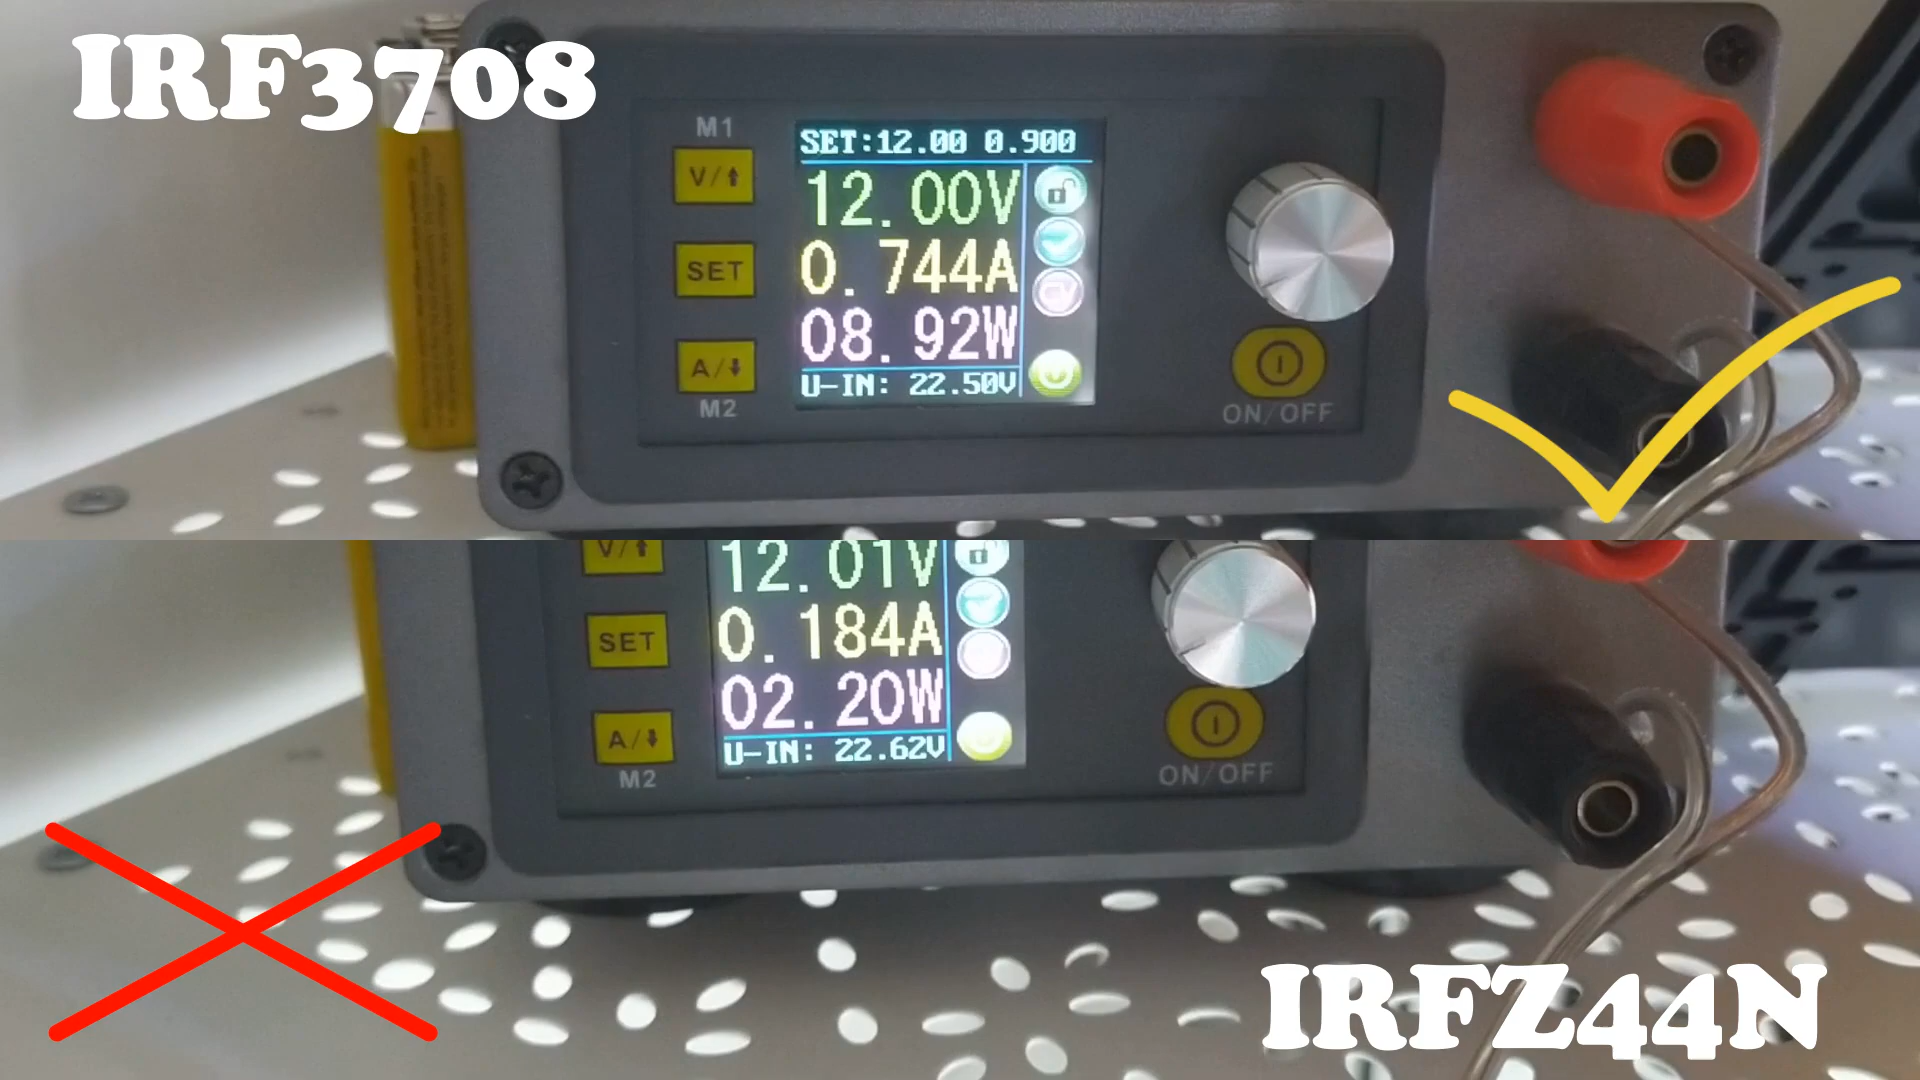 IRF3708
M1
V/⬆
SET
A/⬇
M2
SET:12.00 0.900
12.00V
0.744A
08.92W
U-IN: 22.50V
CV
ON/OFF
V/⬆
SET
A/⬇
M2
12.01V
0.184A
02.20W
U-IN: 22.62V
ON/OFF
IRFZ44N